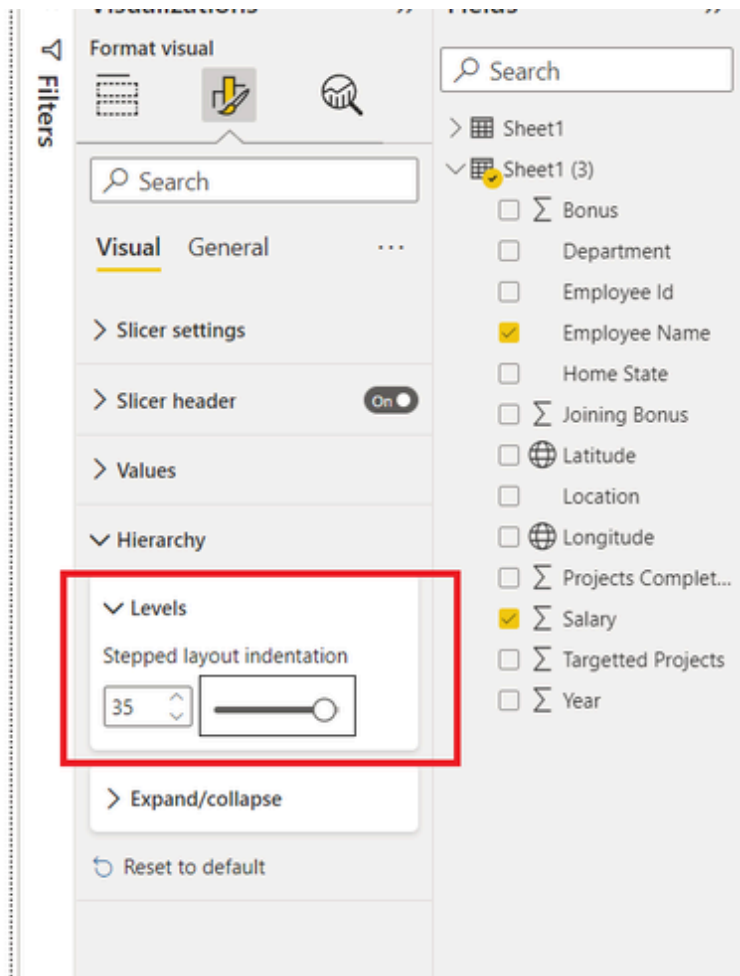 Visualizations
Fields
Filters
Format visual
Search
Visual General ...
Slicer settings
Slicer header On
Values
Hierarchy
Levels
Stepped layout indentation
35
Expand/collapse
Reset to default
Search
Sheet1
Sheet1 (3)
∑ Bonus
Department
Employee Id
Employee Name
Home State
∑ Joining Bonus
Latitude
Location
Longitude
∑ Projects Complet...
∑ Salary
∑ Targetted Projects
∑ Year